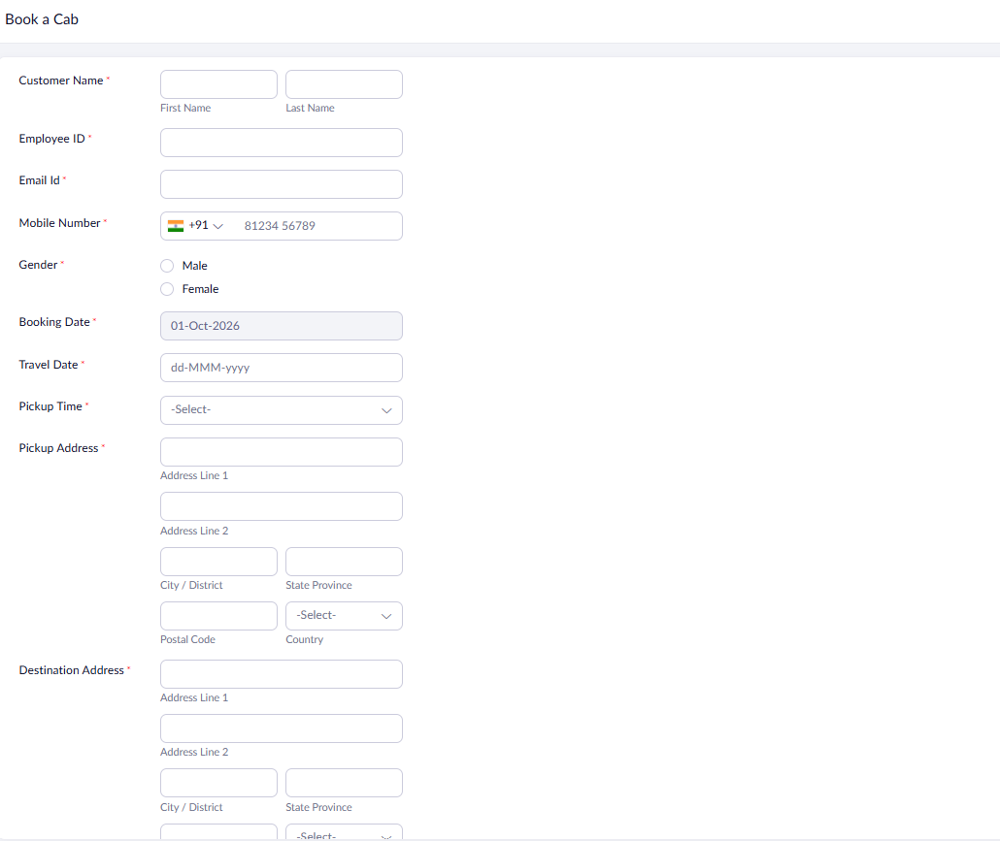 Book a Cab
Customer Name *
First Name Last Name
Employee ID *
Email Id *
Mobile Number * +91 81234 56789
Gender * Male
Female
Booking Date * 01-Oct-2026
Travel Date * dd-MMM-yyyy
Pickup Time * -Select-
Pickup Address *
Address Line 1
Address Line 2
City / District State Province
-Select-
Postal Code Country
Destination Address *
Address Line 1
Address Line 2
City / District State Province
-Select-